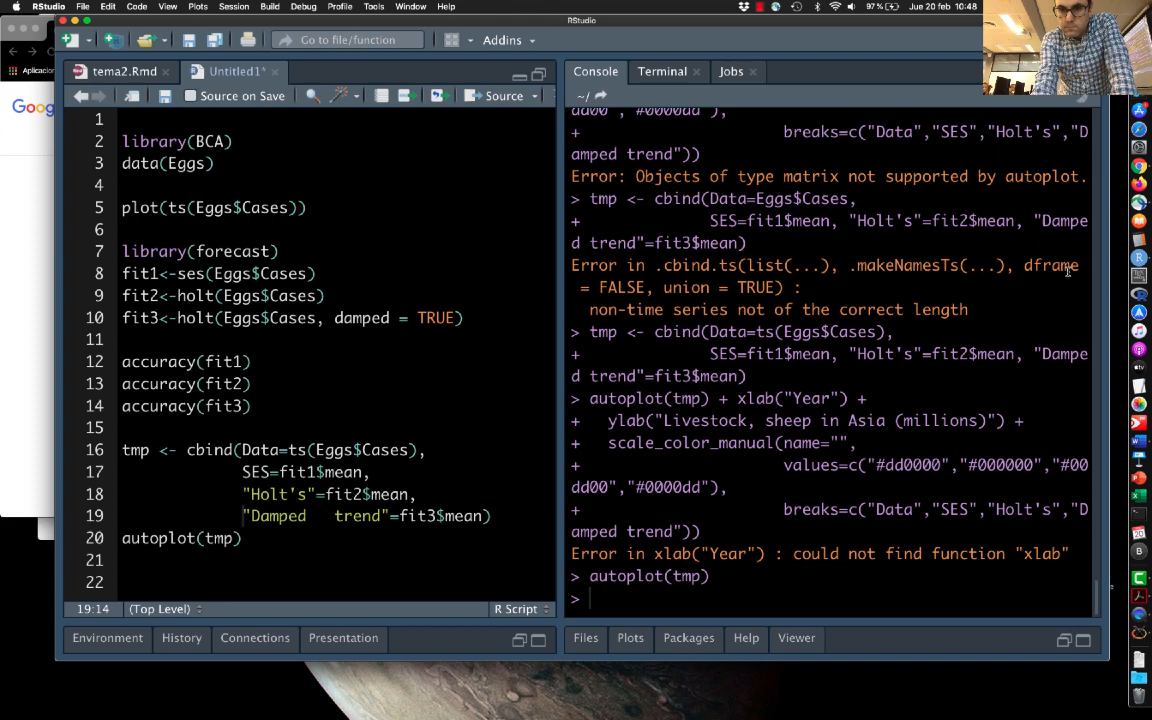 RStudio File Edit Code View Plots Session Build Debug Profile Tools Window Help 97% Jue 20 feb 10:48
RStudio
Go to file/function Addins
tema2.Rmd Untitled1*
Source on Save Source
Console Terminal Jobs
~/
Aplicacion
Goog
1
2 library(BCA)
3 data(Eggs)
4
5 plot(ts(Eggs$Cases))
6
7 library(forecast)
8 fit1<-ses(Eggs$Cases)
9 fit2<-holt(Eggs$Cases)
10 fit3<-holt(Eggs$Cases, damped = TRUE)
11
12 accuracy(fit1)
13 accuracy(fit2)
14 accuracy(fit3)
15
16 tmp <- cbind(Data=ts(Eggs$Cases),
17 SES=fit1$mean,
18 "Holt's"=fit2$mean,
19 "Damped trend"=fit3$mean)
20 autoplot(tmp)
21
22
19:14 (Top Level) R Script
dd00","#0000dd"),
+ breaks=c("Data","SES","Holt's","D
amped trend"))
Error: Objects of type matrix not supported by autoplot.
> tmp <- cbind(Data=Eggs$Cases,
+ SES=fit1$mean, "Holt's"=fit2$mean, "Dampe
d trend"=fit3$mean)
Error in .cbind.ts(list(...), .makeNamesTs(...), dframe
= FALSE, union = TRUE) :
non-time series not of the correct length
> tmp <- cbind(Data=ts(Eggs$Cases),
+ SES=fit1$mean, "Holt's"=fit2$mean, "Dampe
d trend"=fit3$mean)
> autoplot(tmp) + xlab("Year") +
+ ylab("Livestock, sheep in Asia (millions)") +
+ scale_color_manual(name="",
+ values=c("#dd0000","#000000","#00
dd00","#0000dd"),
+ breaks=c("Data","SES","Holt's","D
amped trend"))
Error in xlab("Year") : could not find function "xlab"
> autoplot(tmp)
>
Environment History Connections Presentation
Files Plots Packages Help Viewer